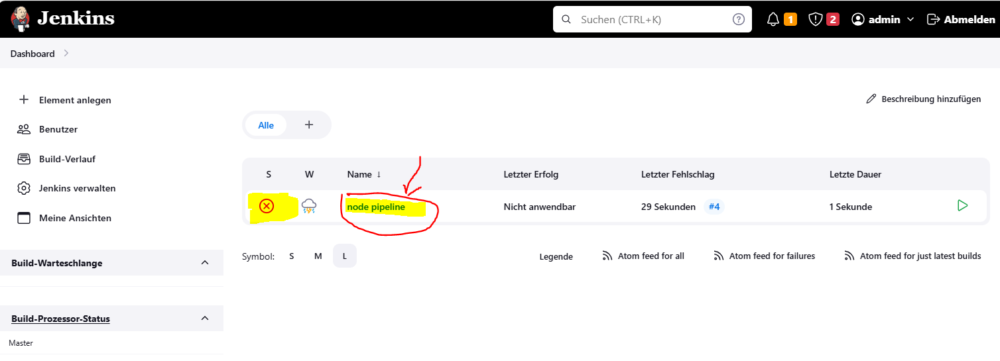 Jenkins
Suchen (CTRL+K)
1
2
admin
Abmelden
Dashboard
Element anlegen
Benutzer
Build-Verlauf
Jenkins verwalten
Meine Ansichten
Build-Warteschlange
Build-Prozessor-Status
Master
Beschreibung hinzufügen
Alle
S W Name ↓ Letzter Erfolg Letzter Fehlschlag Letzte Dauer
node pipeline Nicht anwendbar 29 Sekunden #4 1 Sekunde
Symbol: S M L
Legende
Atom feed for all
Atom feed for failures
Atom feed for just latest builds